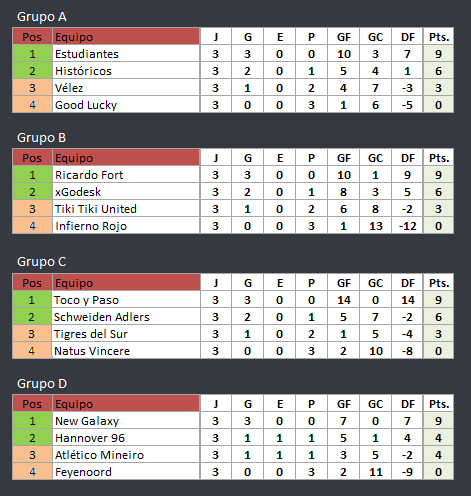 Grupo A
Pos Equipo J G E P GF GC DF Pts.
1 Estudiantes 3 3 0 0 10 3 7 9
2 Históricos 3 2 0 1 5 4 1 6
3 Vélez 3 1 0 2 4 7 -3 3
4 Good Lucky 3 0 0 3 1 6 -5 0
Grupo B
Pos Equipo J G E P GF GC DF Pts.
1 Ricardo Fort 3 3 0 0 10 1 9 9
2 xGodesk 3 2 0 1 8 3 5 6
3 Tiki Tiki United 3 1 0 2 6 8 -2 3
4 Infierno Rojo 3 0 0 3 1 13 -12 0
Grupo C
Pos Equipo J G E P GF GC DF Pts.
1 Toco y Paso 3 3 0 0 14 0 14 9
2 Schweiden Adlers 3 2 0 1 5 7 -2 6
3 Tigres del Sur 3 1 0 2 1 5 -4 3
4 Natus Vincere 3 0 0 3 2 10 -8 0
Grupo D
Pos Equipo J G E P GF GC DF Pts.
1 New Galaxy 3 3 0 0 7 0 7 9
2 Hannover 96 3 1 1 1 5 1 4 4
3 Atlético Mineiro 3 1 1 1 3 5 -2 4
4 Feyenoord 3 0 0 3 2 11 -9 0